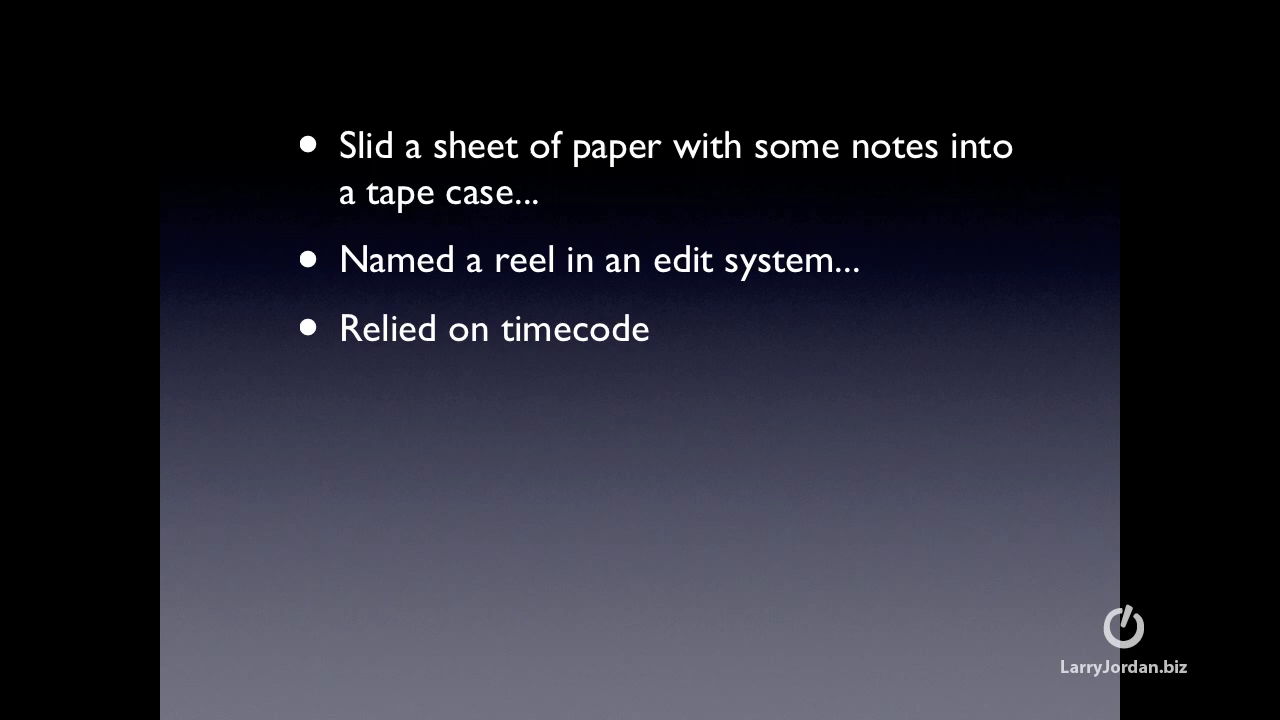 • Slid a sheet of paper with some notes into
a tape case...
• Named a reel in an edit system...
• Relied on timecode
LarryJordan.biz